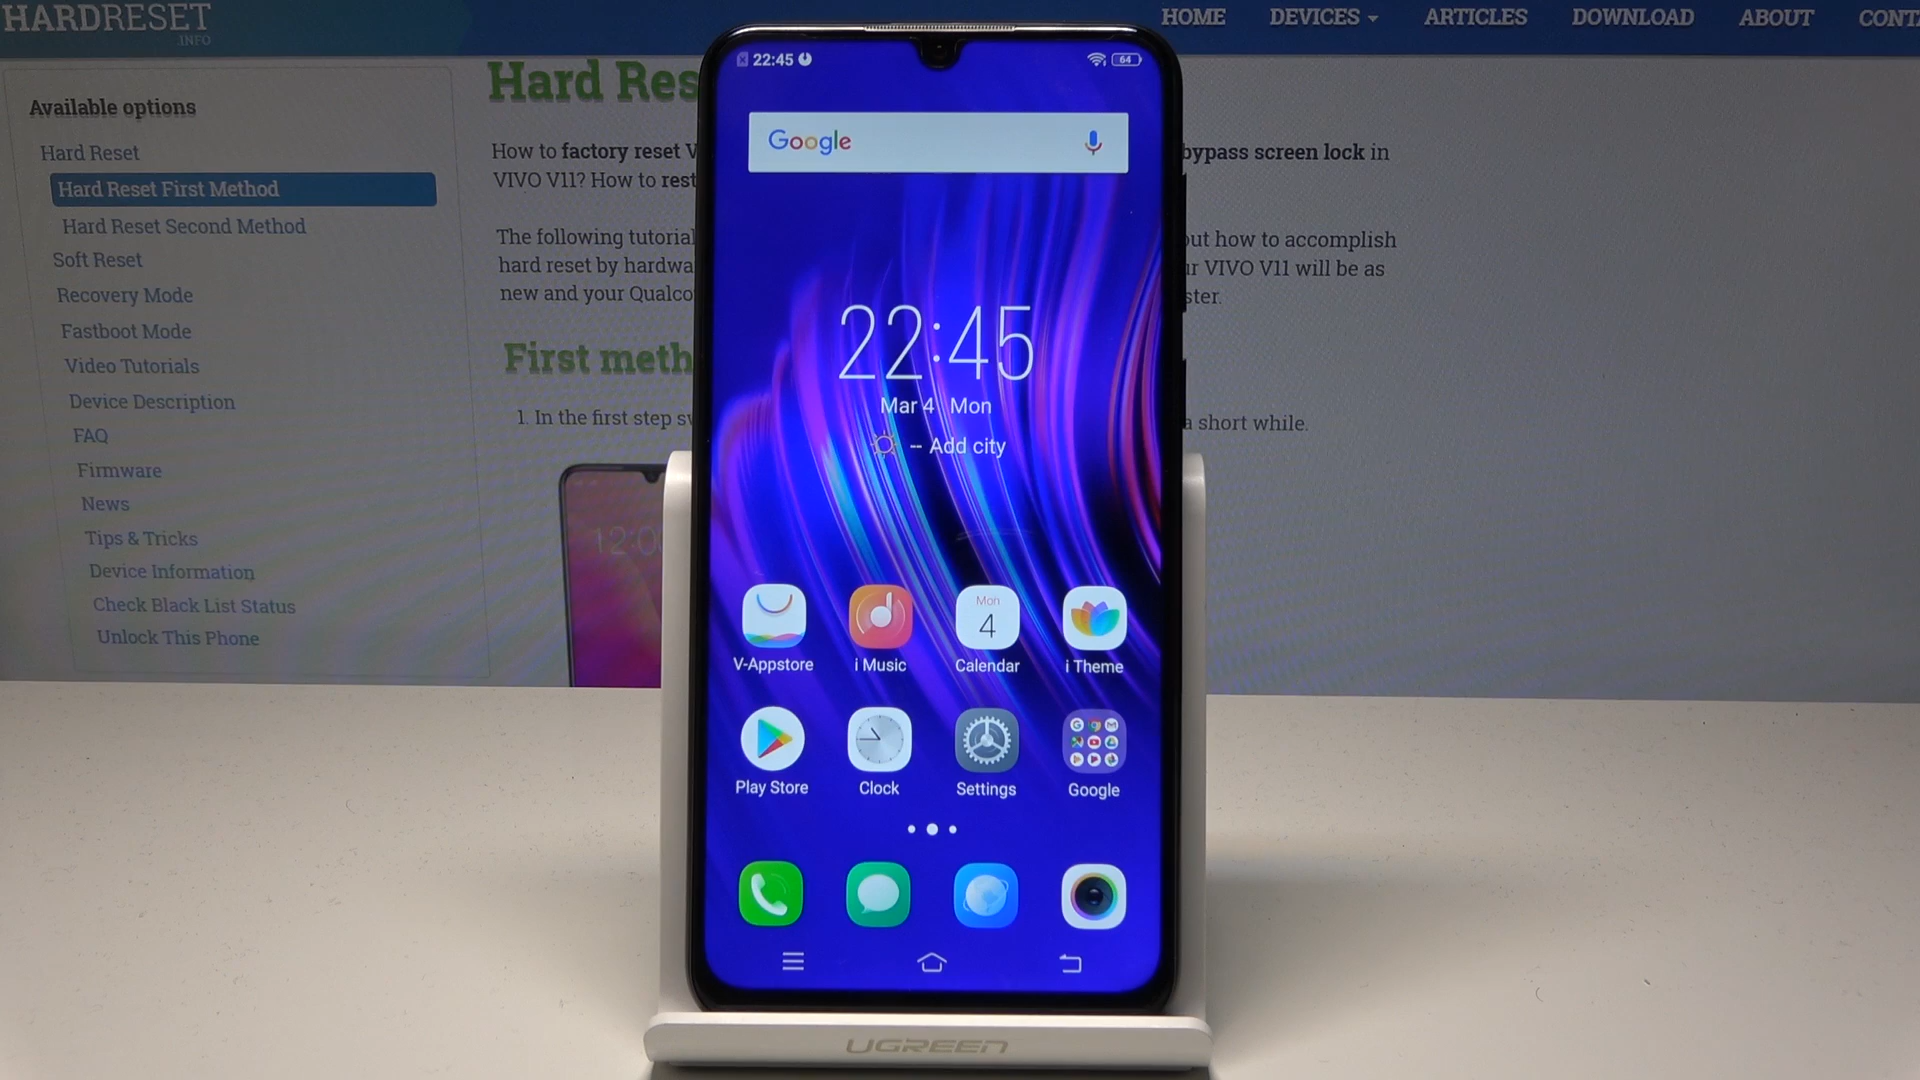 HARDRESET
.INFO
HOME DEVICES ARTICLES DOWNLOAD ABOUT
Available options
Hard Reset
Hard Reset First Method
Hard Reset Second Method
Soft Reset
Recovery Mode
Fastboot Mode
Video Tutorials
Device Description
FAQ
Firmware
News
Tips & Tricks
Device Information
Check Black List Status
Unlock This Phone
Hard Res
How to factory reset V
bypass screen lock in
VIVO V11? How to rest
The following tutorial
out how to accomplish
hard reset by hardwa
r VIVO V11 will be as
new and your Qualco
ster.
First meth
1. In the first step sw
a short while.
12:0
22:45
64
Google
22:45
Mar 4 Mon
-- Add city
Mon
4
V-Appstore
i Music
Calendar
i Theme
Play Store
Clock
Settings
Google
UGREEN